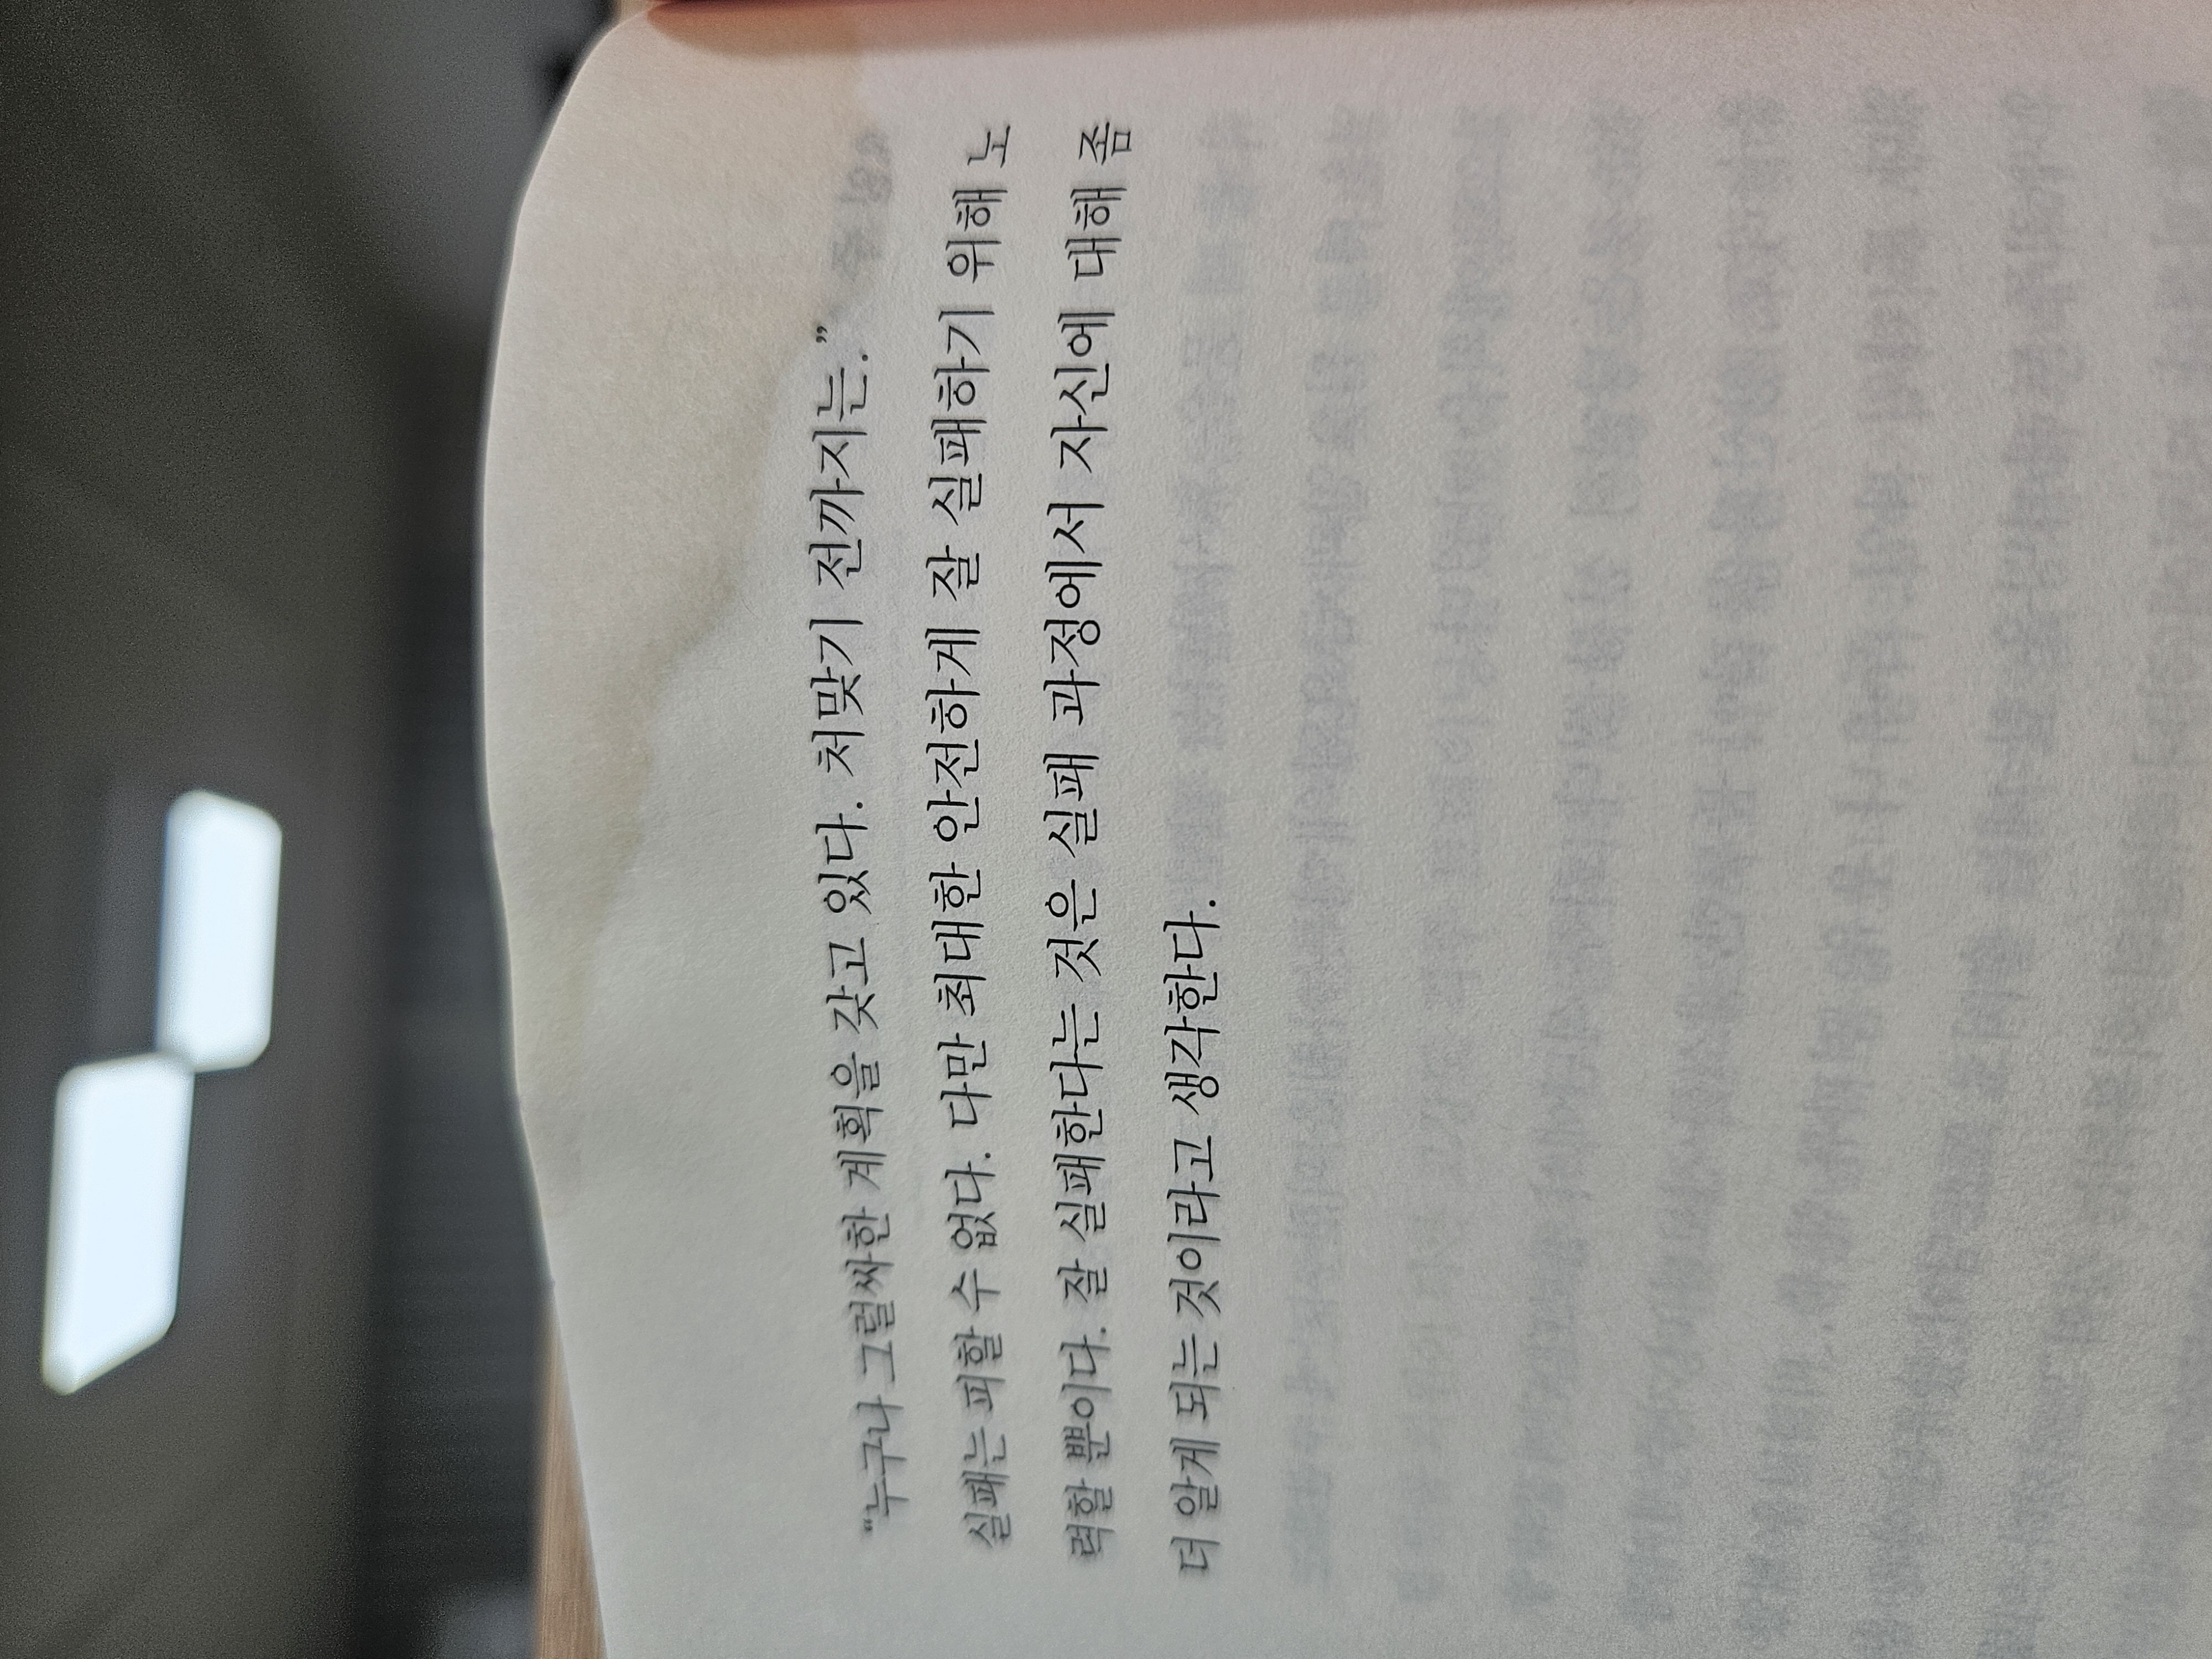 “누구나 그럴싸한 계획을 갖고 있다. 처맞기 전까지는.”
실패는 피할 수 없다. 다만 최대한 안전하게 잘 실패하기 위해 노
력할 뿐이다. 잘 실패한다는 것은 실패 과정에서 자신에 대해 좀
더 알게 되는 것이라고 생각한다.